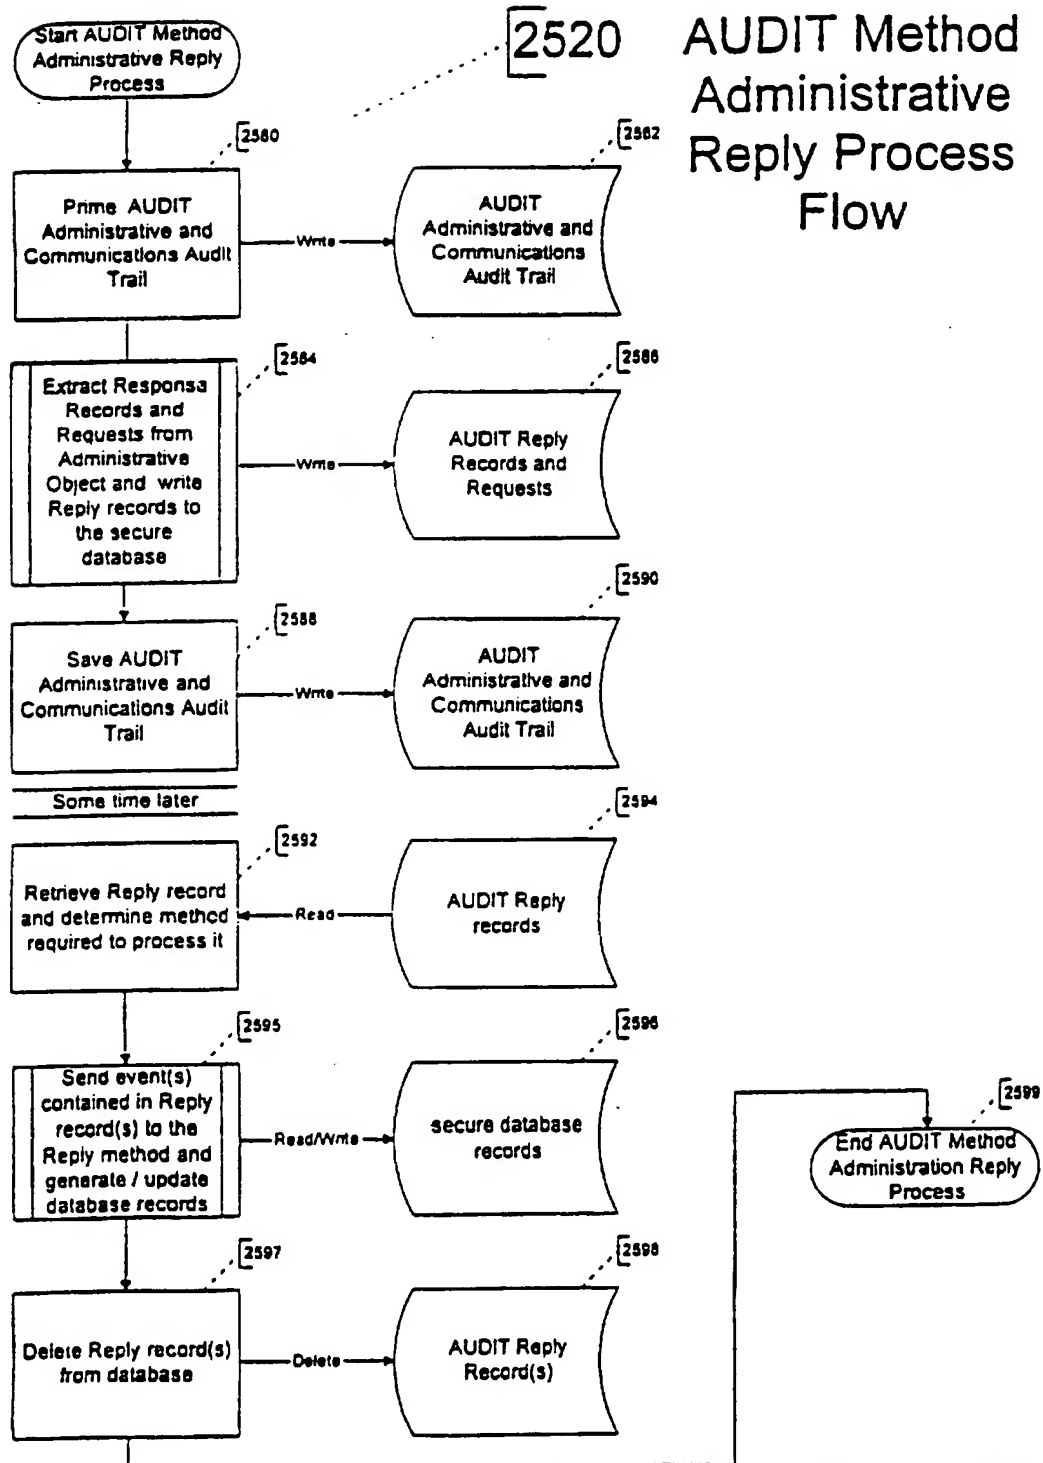 Start AUDIT Method
Administrative Reply
Process
2520
AUDIT Method
Administrative
Reply Process
Flow
2580
Prime AUDIT
Administrative and
Communications Audit
Trail
Write
2582
AUDIT
Administrative and
Communications
Audit Trail
2584
Extract Response
Records and
Requests from
Administrative
Object and write
Reply records to
the secure
database
Write
2586
AUDIT Reply
Records and
Requests
2588
Save AUDIT
Administrative and
Communications Audit
Trail
Write
2590
AUDIT
Administrative and
Communications
Audit Trail
Some time later
2592
Retrieve Reply record
and determine method
required to process it
Read
2594
AUDIT Reply
records
2595
Send event(s)
contained in Reply
record(s) to the
Reply method and
generate / update
database records
Read/Write
2596
secure database
records
2597
Delete Reply record(s)
from database
Delete
2598
AUDIT Reply
Record(s)
2599
End AUDIT Method
Administration Reply
Process